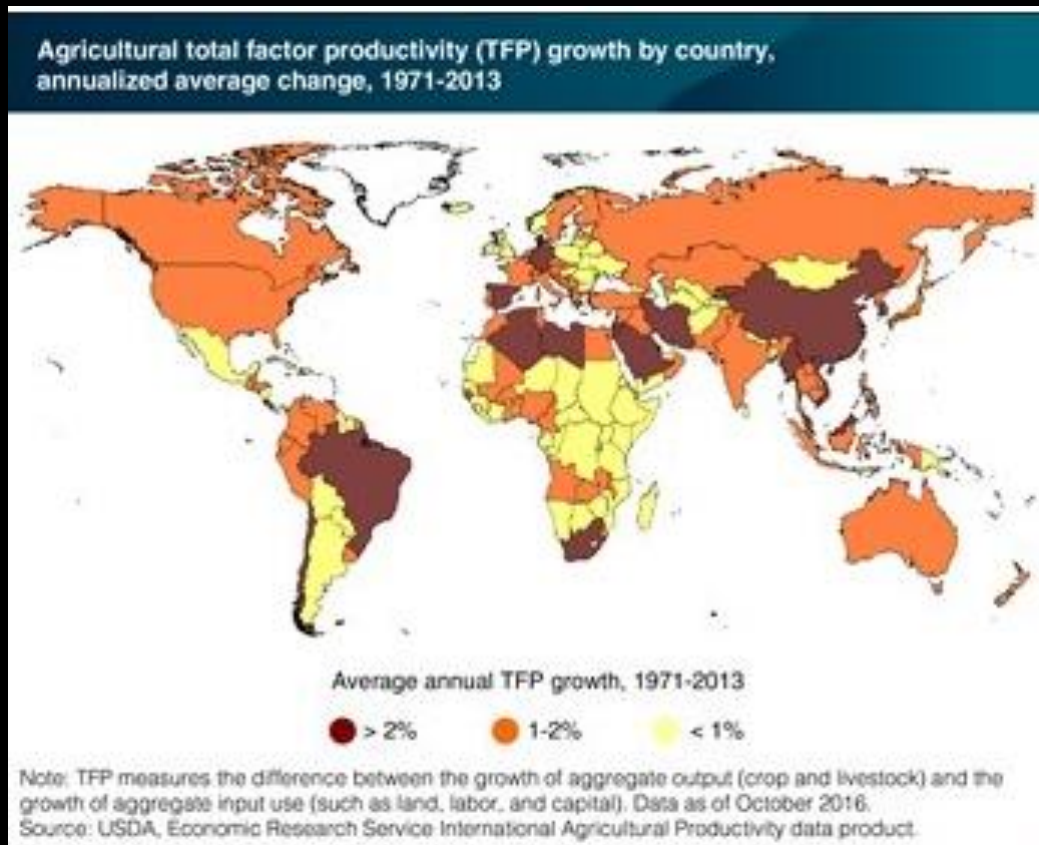 Agricultural total factor productivity (TFP) growth by country,
annualized average change, 1971-2013
Average annual TFP growth, 1971-2013
> 2%
1-2%
< 1%
Note: TFP measures the difference between the growth of aggregate output (crop and livestock) and the
growth of aggregate input use (such as land, labor, and capital). Data as of October 2016.
Source: USDA, Economic Research Service International Agricultural Productivity data product.